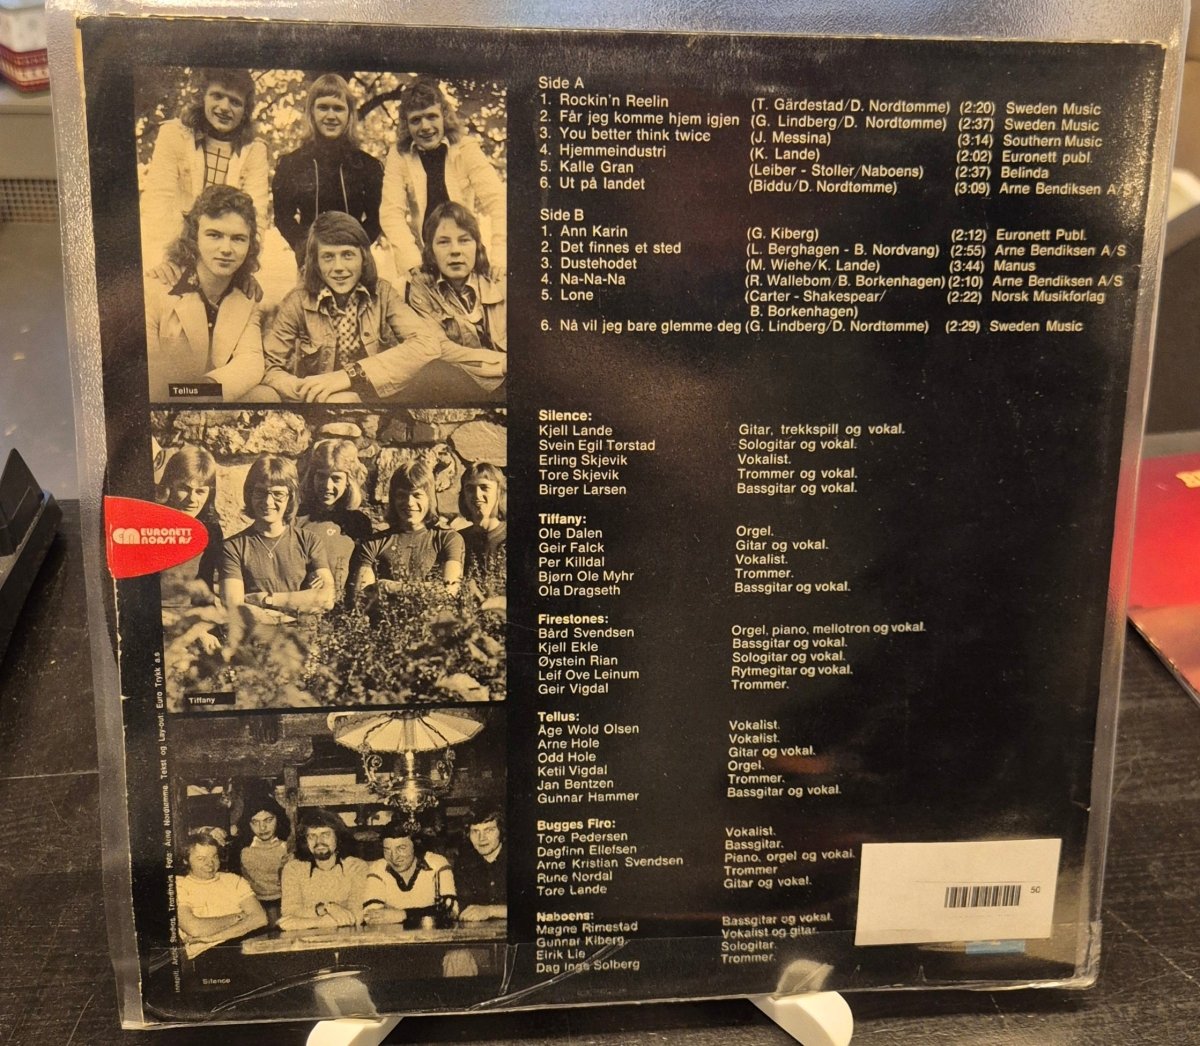 Side A
1. Rockin'n Reelin (T. Gärdestad/D. Nordtømme) (2:20) Sweden Music
2. Får jeg komme hjem igjen (G. Lindberg/D. Nordtømme) (2:37) Sweden Music
3. You better think twice (J. Messina) (3:14) Southern Music
4. Hjemmeindustri (K. Lande) (2:02) Euronett publ.
5. Kalle Gran (Leiber - Stoller/Naboens) (2:37) Belinda
6. Ut på landet (Biddu/D. Nordtømme) (3:09) Arne Bendiksen A/S
Side B
1. Ann Karin (G. Kiberg) (2:12) Euronett Publ.
2. Det finnes et sted (L. Berghagen - B. Nordvang) (2:55) Arne Bendiksen A/S
3. Dustehodet (M. Wiehe/K. Lande) (3:44) Manus
4. Na-Na-Na (R. Wallebom/B. Borkenhagen) (2:10) Arne Bendiksen A/S
5. Lone (Carter - Shakespear/ (2:22) Norsk Musikforlag
B. Borkenhagen)
6. Nå vil jeg bare glemme deg (G. Lindberg/D. Nordtømme) (2:29) Sweden Music
Tellus
Silence:
Kjell Lande Gitar, trekkspill og vokal.
Svein Egil Tørstad Sologitar og vokal.
Erling Skjevik Vokalist.
Tore Skjevik Trommer og vokal.
Birger Larsen Bassgitar og vokal.
Tiffany:
Ole Dalen Orgel.
Geir Falck Gitar og vokal.
Per Killdal Vokalist.
Bjørn Ole Myhr Trommer.
Ola Dragseth Bassgitar og vokal.
EURONETT
NORSK A/S
Firestones:
Bård Svendsen Orgel, piano, mellotron og vokal.
Kjell Ekle Bassgitar og vokal.
Øystein Rian Sologitar og vokal.
Leif Ove Leinum Rytmegitar og vokal.
Geir Vigdal Trommer.
Tiffany
Tellus:
Åge Wold Olsen Vokalist.
Arne Hole Vokalist.
Odd Hole Gitar og vokal.
Ketil Vigdal Orgel.
Jan Bentzen Trommer.
Gunnar Hammer Bassgitar og vokal.
Bugges Firo:
Tore Pedersen Vokalist.
Dagfinn Ellefsen Bassgitar.
Arne Kristian Svendsen Piano, orgel og vokal.
Rune Nordal Trommer
Tore Lande Gitar og vokal.
Naboens:
Magne Rimestad Bassgitar og vokal.
Gunnar Kiberg Vokalist og gitar.
Eirik Lie Sologitar.
Dag Inge Solberg Trommer.
Silence
50
Innspilt: Studio, Trondheim. Foto: Arne Nordtømme. Tekst og Lay-out: Euro Trykk a.s